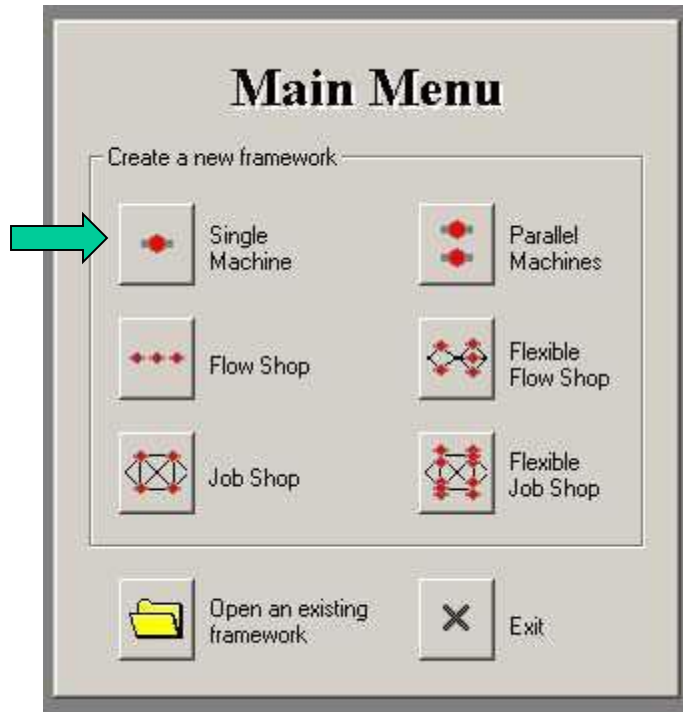 Main Menu
Create a new framework
Single
Machine
Parallel
Machines
Flow Shop
Flexible
Flow Shop
Job Shop
Flexible
Job Shop
Open an existing
framework
Exit